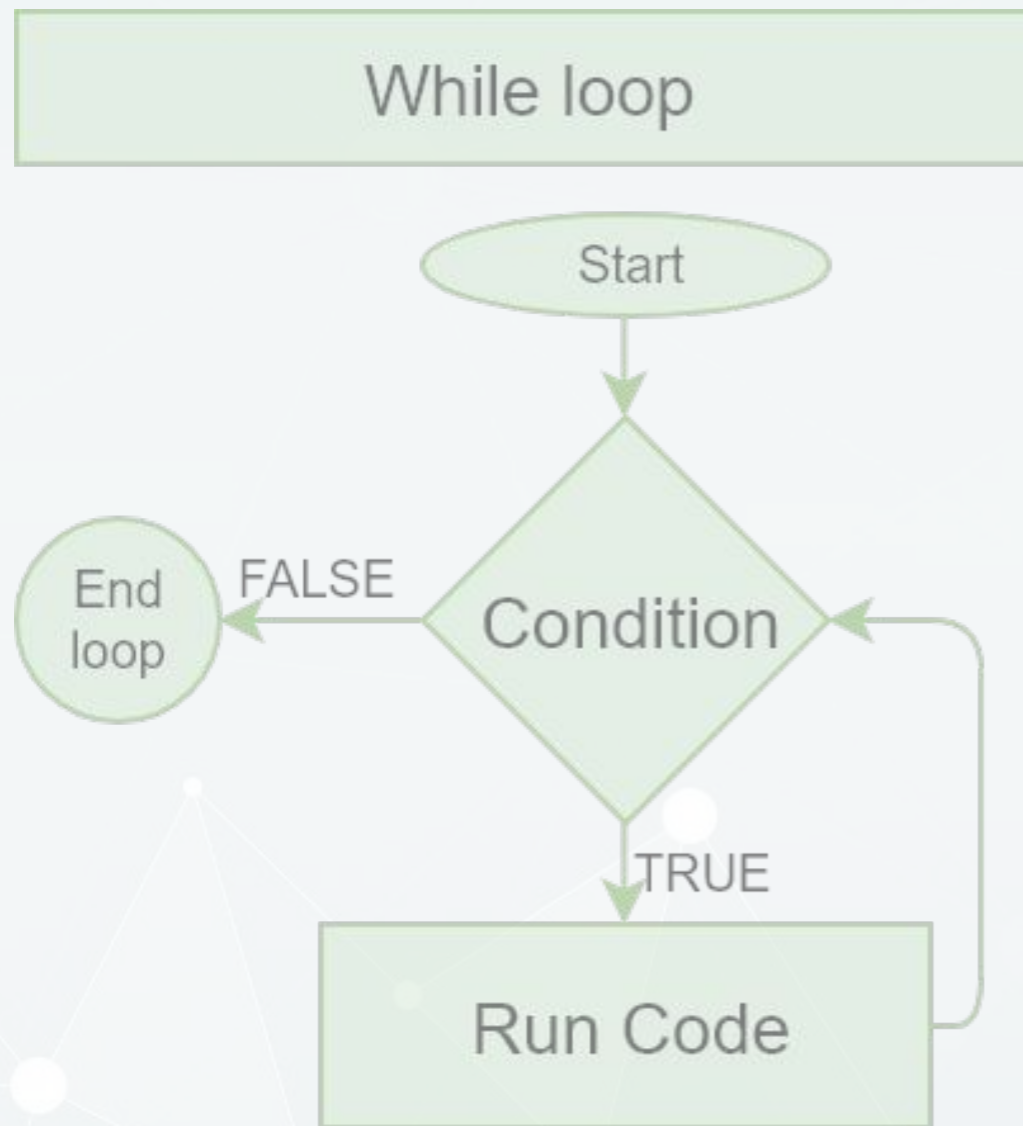 While loop
Start
FALSE
End
loop
Condition
TRUE
Run Code